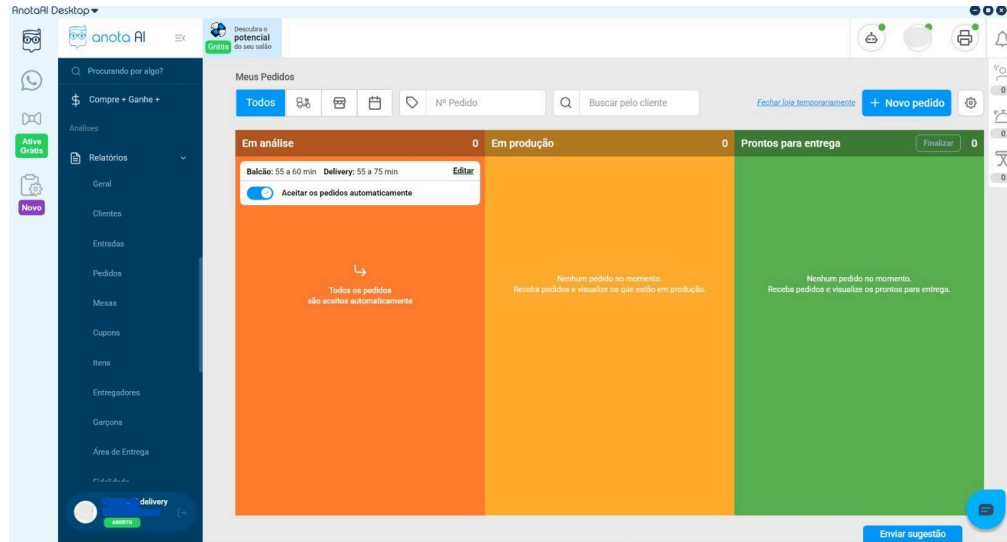 AnotaAI Desktop
anota AI
Descubra o
potencial
do seu salão
Grátis
Procurando por algo?
Compre + Ganhe +
Análises
Relatórios
Geral
Clientes
Entradas
Pedidos
Mesas
Cupons
Itens
Entregadores
Garçons
Área de Entrega
Fidelidade
delivery
ABERTO
Ative
Grátis
Novo
Meus Pedidos
Todos
Nº Pedido
Buscar pelo cliente
Fechar loja temporariamente
+ Novo pedido
Em análise 0
Balcão: 55 a 60 min Delivery: 55 a 75 min Editar
Aceitar os pedidos automaticamente
Todos os pedidos
são aceitos automaticamente
Em produção 0
Nenhum pedido no momento.
Receba pedidos e visualize os que estão em produção.
Prontos para entrega Finalizar 0
Nenhum pedido no momento.
Receba pedidos e visualize os prontos para entrega.
0
0
0
Enviar sugestão